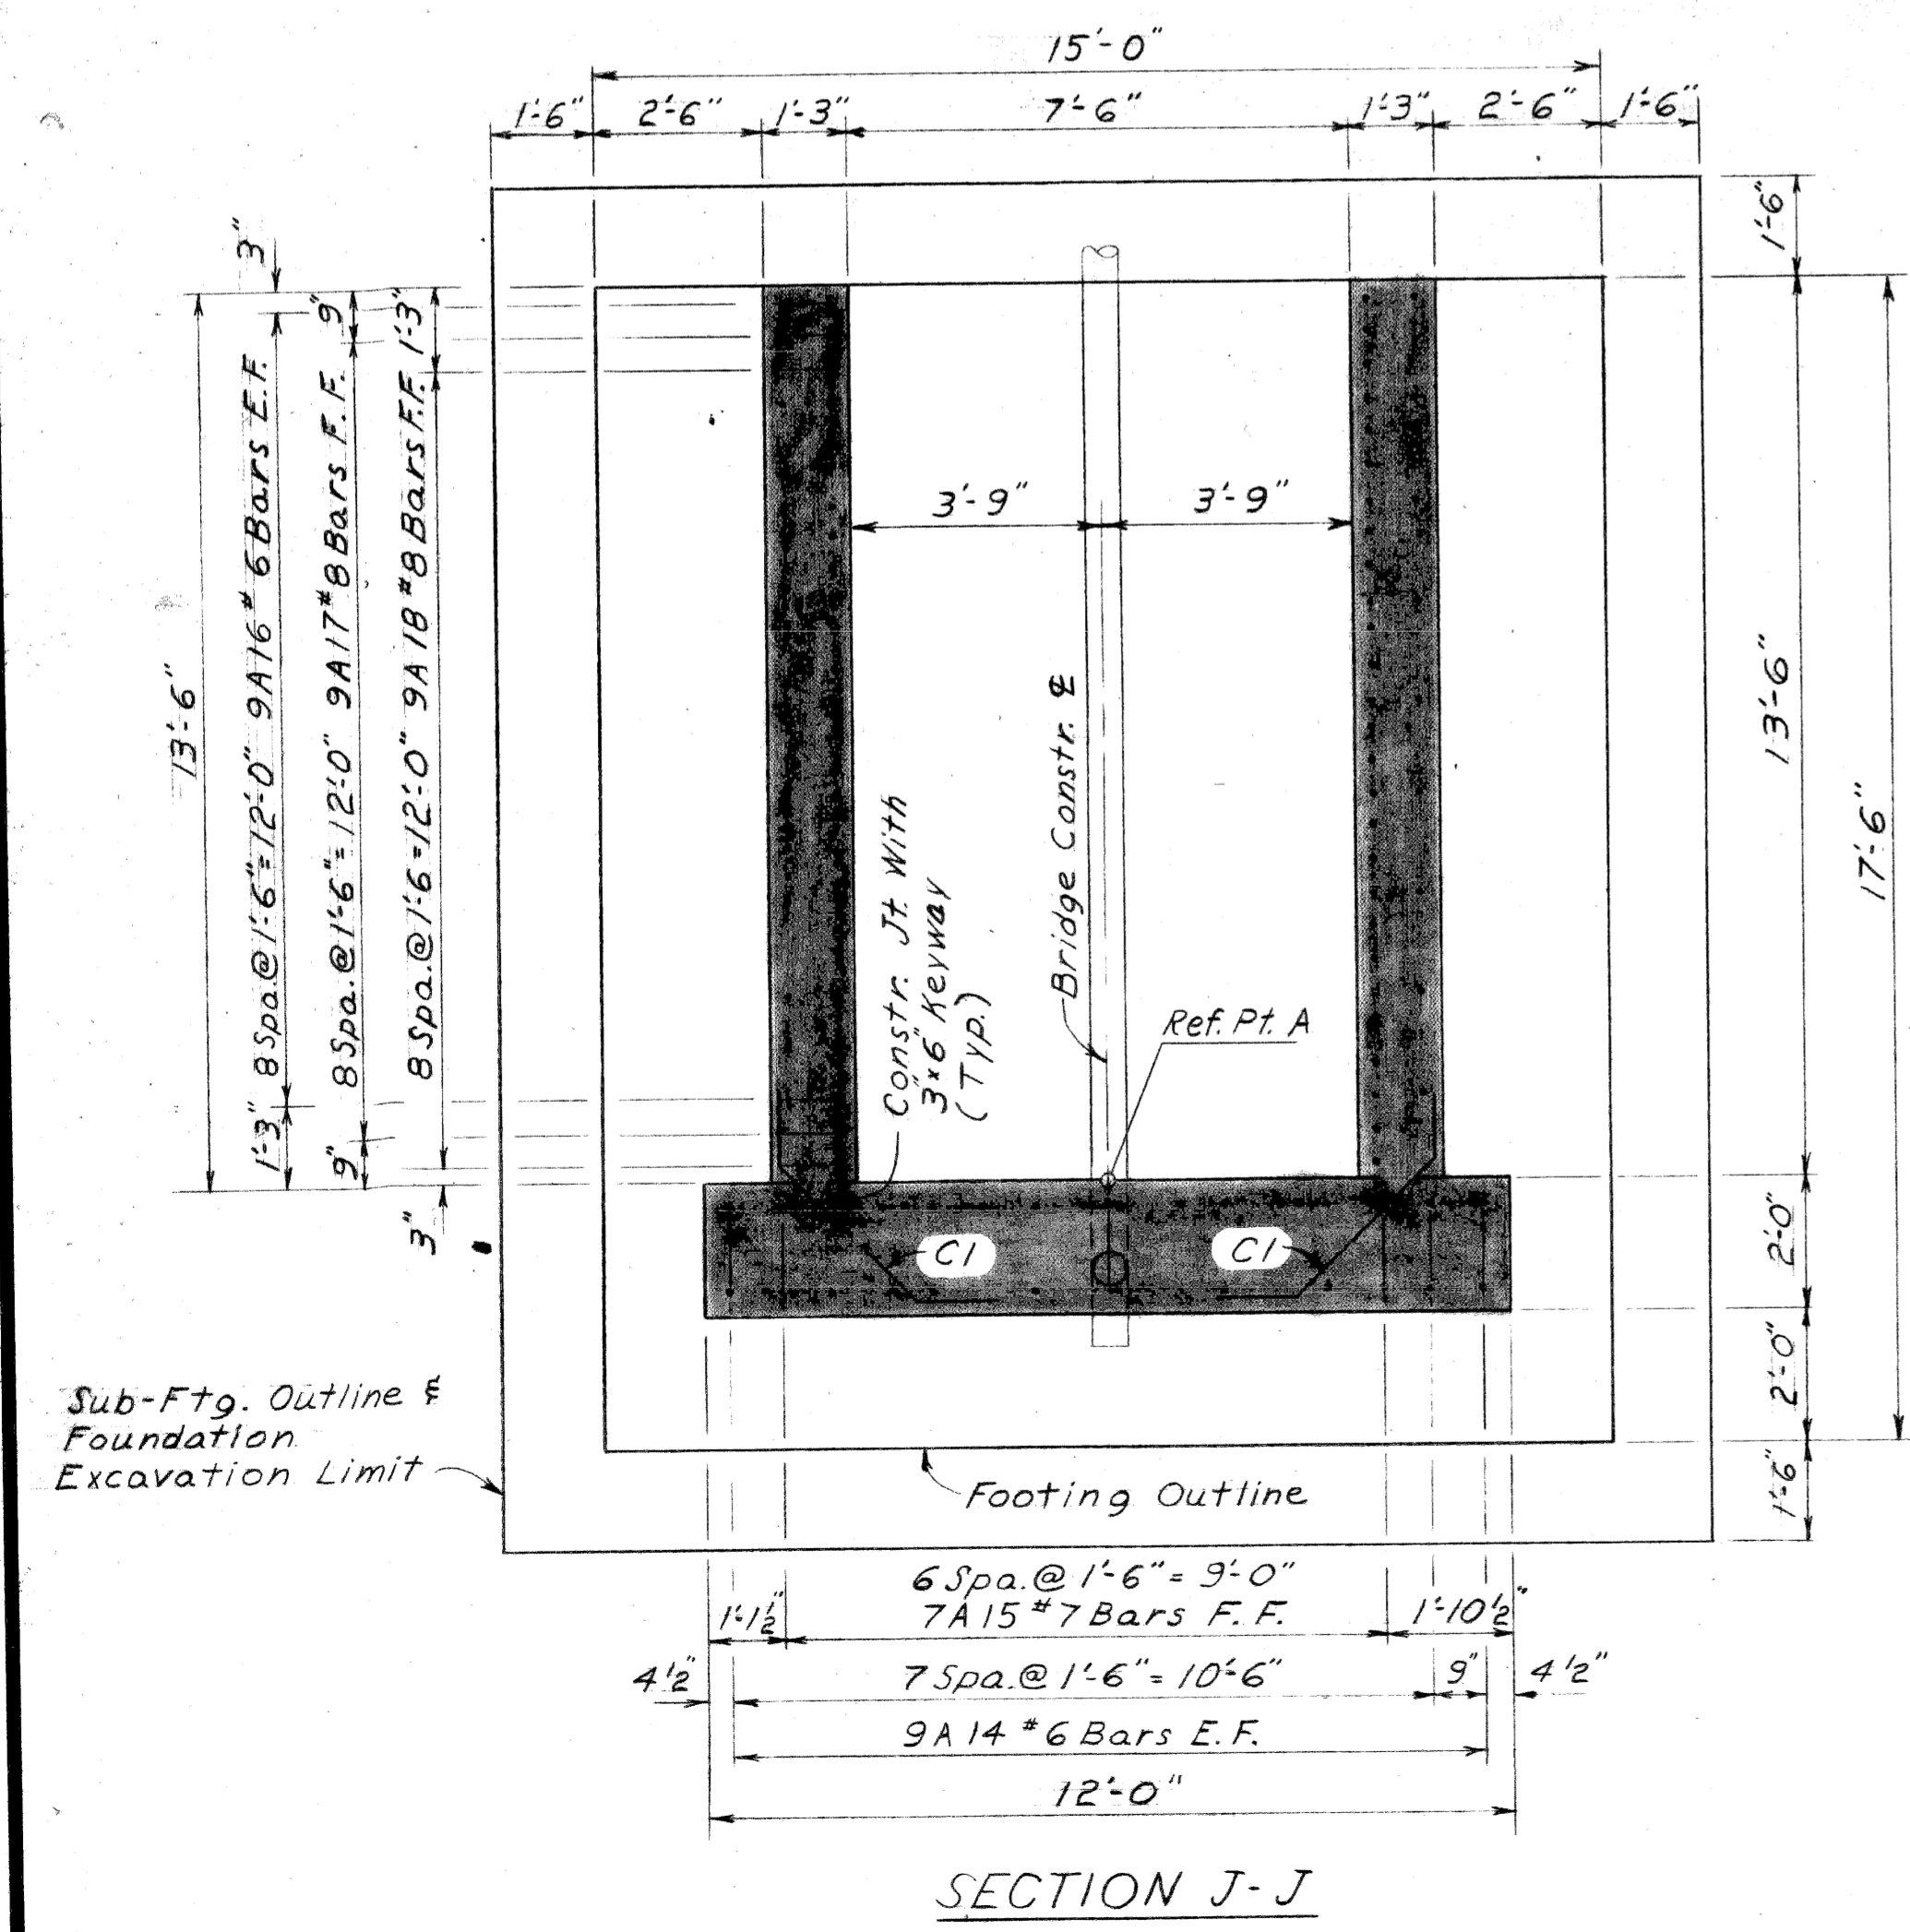 15'-0"
1'-6" 2'-6" 1'-3" 7'-6" 1'-3" 2'-6" 1'-6"
1'-6"
3"
9"
1'-3"
13'-6"
8 Spa.@1'-6"=12'-0" 9A16 #6 Bars E.F.
8 Spa.@1'-6"=12'-0" 9A17 #8 Bars F.F.
8 Spa.@1'-6=12'-0" 9A18 #8 Bars F.F.
1'-3"
9"
3"
3'-9" 3'-9"
Constr. Jt. With
3"x6" Keyway
(Typ.)
Bridge Constr. ℄
Ref. Pt. A
C1 C1
13'-6"
17'-6"
2'-0"
2'-0"
1'-6"
Sub-Ftg. Outline &
Foundation
Excavation Limit
Footing Outline
6 Spa.@ 1'-6" = 9'-0"
1'-1½" 7A15 #7 Bars F.F. 1'-10½"
4½" 7 Spa.@ 1'-6" = 10'-6" 9" 4½"
9A14 #6 Bars E.F.
12'-0"
SECTION J-J